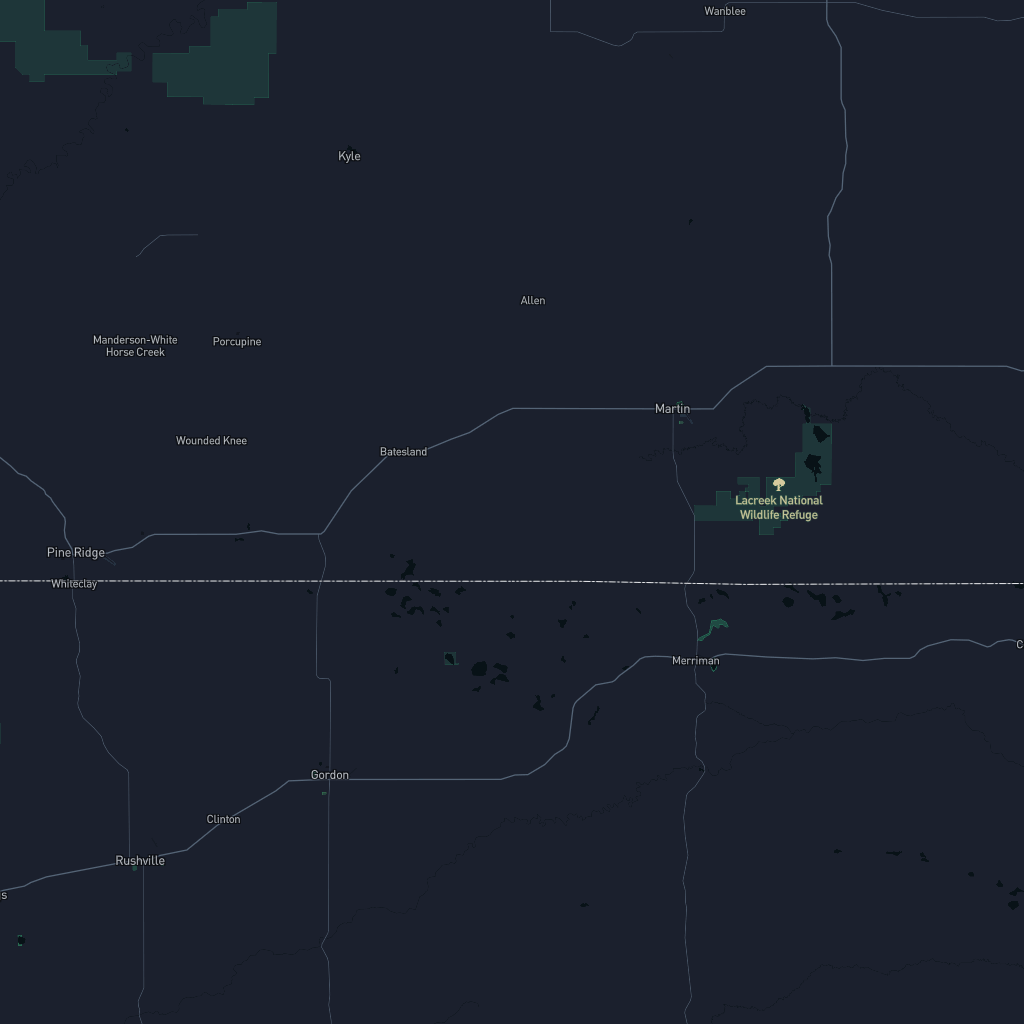 Wanblee
Kyle
Allen
Manderson-White
Horse Creek
Porcupine
Martin
Wounded Knee
Batesland
Lacreek National
Wildlife Refuge
Pine Ridge
Whiteclay
C
Merriman
Gordon
Clinton
Rushville
s